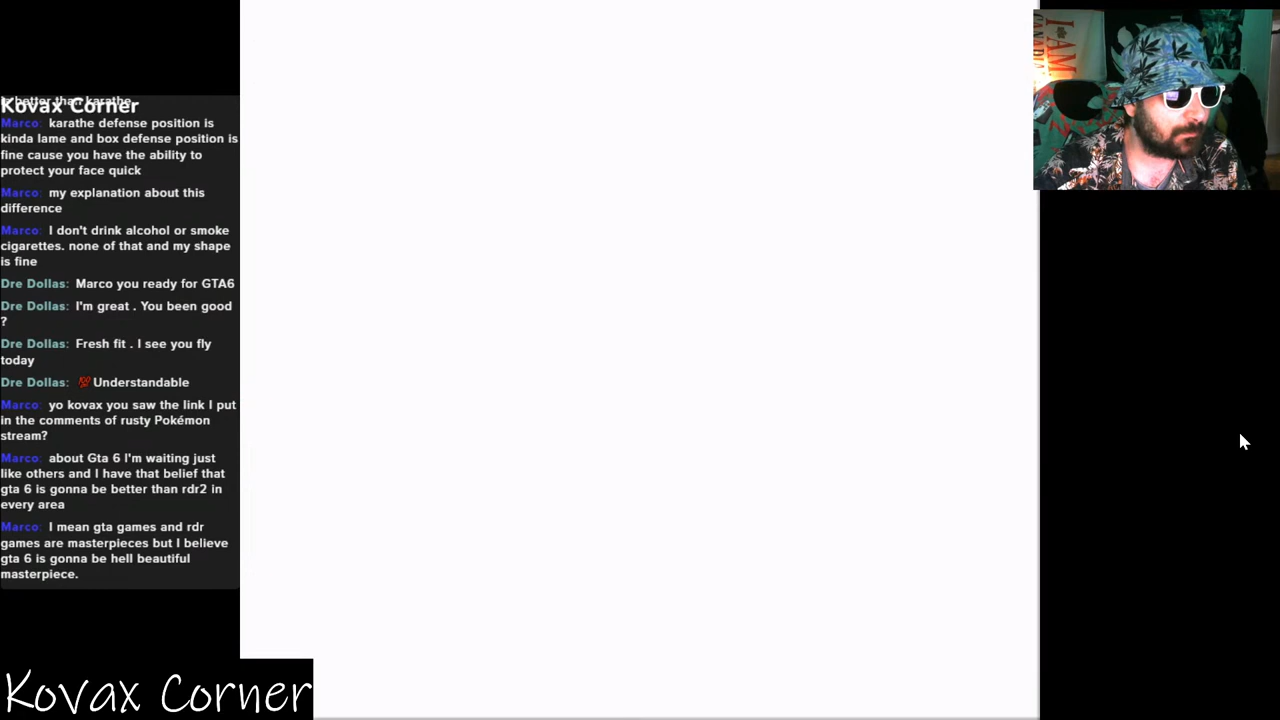 is better than karathe
Kovax Corner
Marco: karathe defense position is
kinda lame and box defense position is
fine cause you have the ability to
protect your face quick
Marco: my explanation about this
difference
Marco: I don't drink alcohol or smoke
cigarettes. none of that and my shape
is fine
Dre Dollas: Marco you ready for GTA6
Dre Dollas: I'm great . You been good
?
Dre Dollas: Fresh fit . I see you fly
today
Dre Dollas: 💯Understandable
Marco: yo kovax you saw the link I put
in the comments of rusty Pokémon
stream?
Marco: about Gta 6 I'm waiting just
like others and I have that belief that
gta 6 is gonna be better than rdr2 in
every area
Marco: I mean gta games and rdr
games are masterpieces but I believe
gta 6 is gonna be hell beautiful
masterpiece.
Kovax Corner
I AM